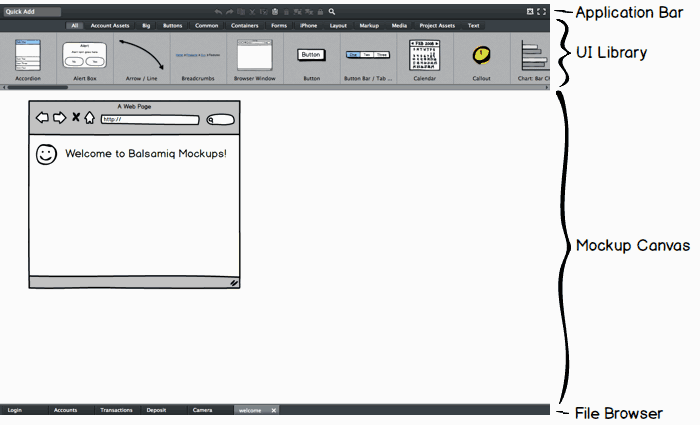 Quick Add
Application Bar
All Account Assets Big Buttons Common Containers Forms iPhone Layout Markup Media Project Assets Text
UI Library
Alert
Yes
FEB 2008
Button
One Two Three
Accordion Alert Box Arrow / Line Breadcrumbs Browser Window Button Button Bar / Tab ... Calendar Callout Chart: Bar Ch
A Web Page
http://
Welcome to Balsamiq Mockups!
Mockup Canvas
Login Accounts Transactions Deposit Camera welcome
File Browser